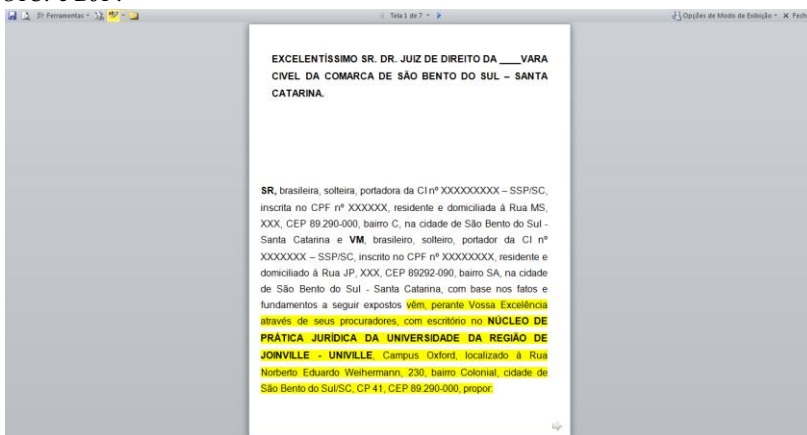 Ferramentas
Tela 1 de 7
Opções de Modo de Exibição
Fech
EXCELENTÍSSIMO SR. DR. JUIZ DE DIREITO DA ____VARA
CIVEL DA COMARCA DE SÃO BENTO DO SUL – SANTA
CATARINA.
SR, brasileira, solteira, portadora da CI nº XXXXXXXXX – SSP/SC,
inscrita no CPF nº XXXXXX, residente e domiciliada à Rua MS,
XXX, CEP 89.290-000, bairro C, na cidade de São Bento do Sul -
Santa Catarina e VM, brasileiro, solteiro, portador da CI nº
XXXXXXX – SSP/SC, inscrito no CPF nº XXXXXXXX, residente e
domiciliado à Rua JP, XXX, CEP 89292-090, bairro SA, na cidade
de São Bento do Sul - Santa Catarina, com base nos fatos e
fundamentos a seguir expostos vêm, perante Vossa Excelência
através de seus procuradores, com escritório no NÚCLEO DE
PRÁTICA JURÍDICA DA UNIVERSIDADE DA REGIÃO DE
JOINVILLE - UNIVILLE, Campus Oxford, localizado à Rua
Norberto Eduardo Weihermann, 230, bairro Colonial, cidade de
São Bento do Sul/SC, CP 41, CEP 89.290-000, propor: